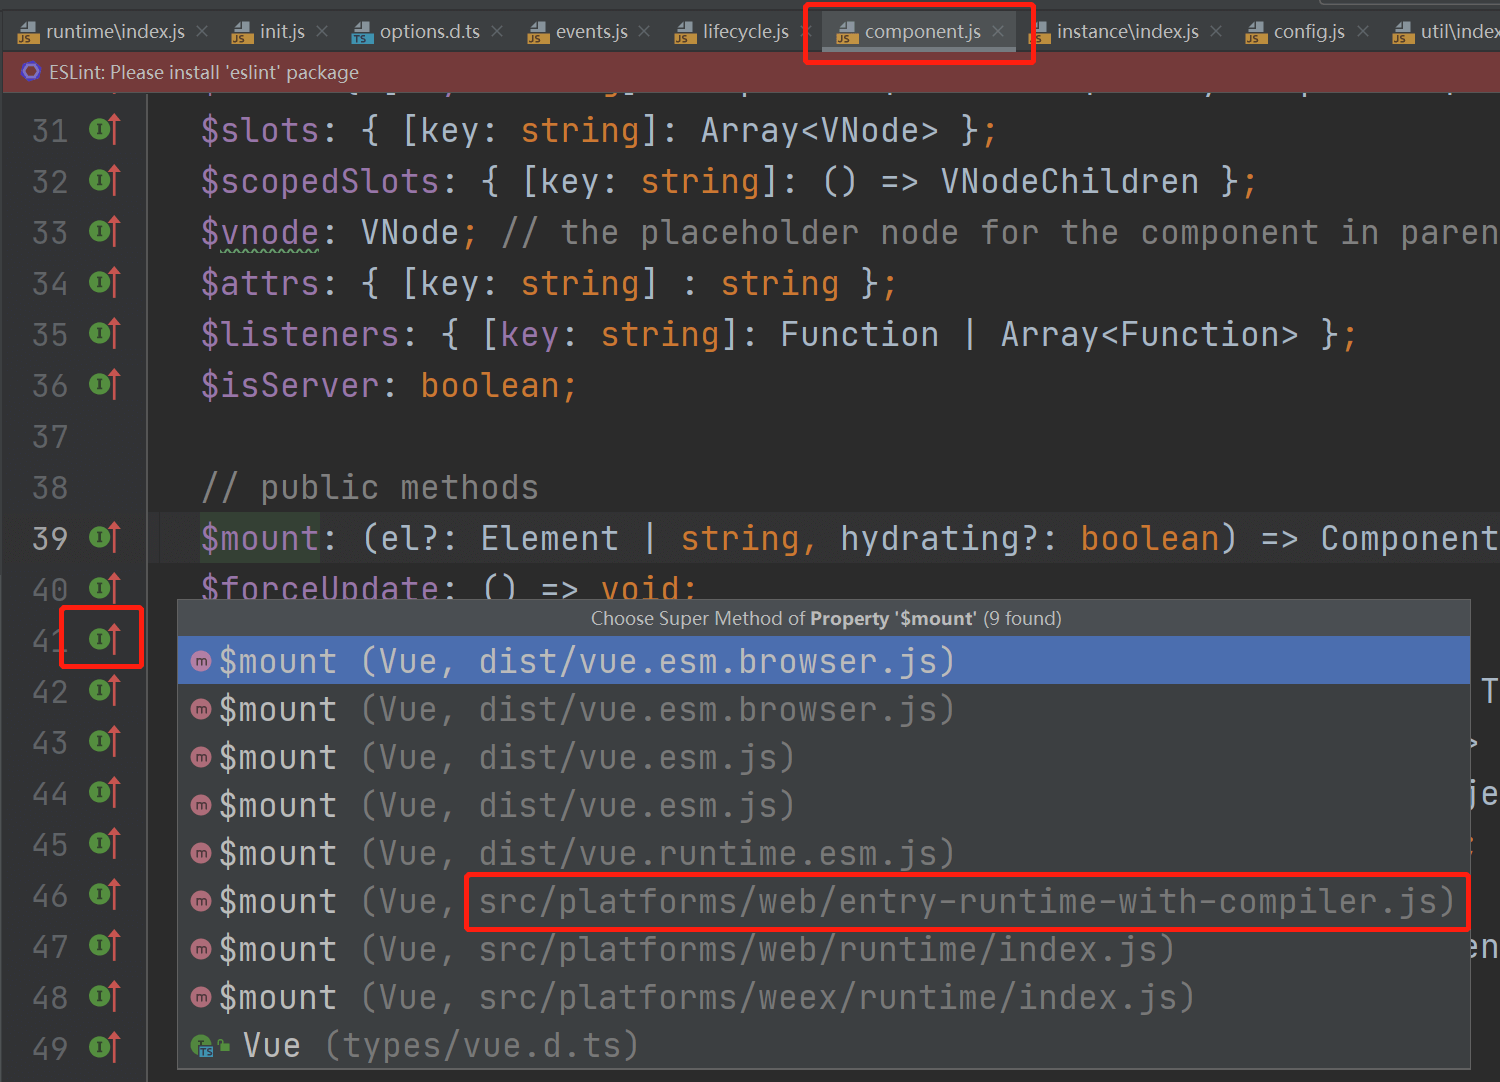 runtime\index.js init.js options.d.ts events.js lifecycle.js component.js instance\index.js config.js util\index
ESLint: Please install 'eslint' package
31 $slots: { [key: string]: Array<VNode> };
32 $scopedSlots: { [key: string]: () => VNodeChildren };
33 $vnode: VNode; // the placeholder node for the component in paren
34 $attrs: { [key: string] : string };
35 $listeners: { [key: string]: Function | Array<Function> };
36 $isServer: boolean;
37
38 // public methods
39 $mount: (el?: Element | string, hydrating?: boolean) => Component
40 $forceUpdate: () => void;
Choose Super Method of Property '$mount' (9 found)
41
$mount (Vue, dist/vue.esm.browser.js)
42 $mount (Vue, dist/vue.esm.browser.js) T
43 $mount (Vue, dist/vue.esm.js) >
44 $mount (Vue, dist/vue.esm.js) je
45 $mount (Vue, dist/vue.runtime.esm.js) ;
46 $mount (Vue, src/platforms/web/entry-runtime-with-compiler.js)
47 $mount (Vue, src/platforms/web/runtime/index.js) en
48 $mount (Vue, src/platforms/weex/runtime/index.js)
49 Vue (types/vue.d.ts)